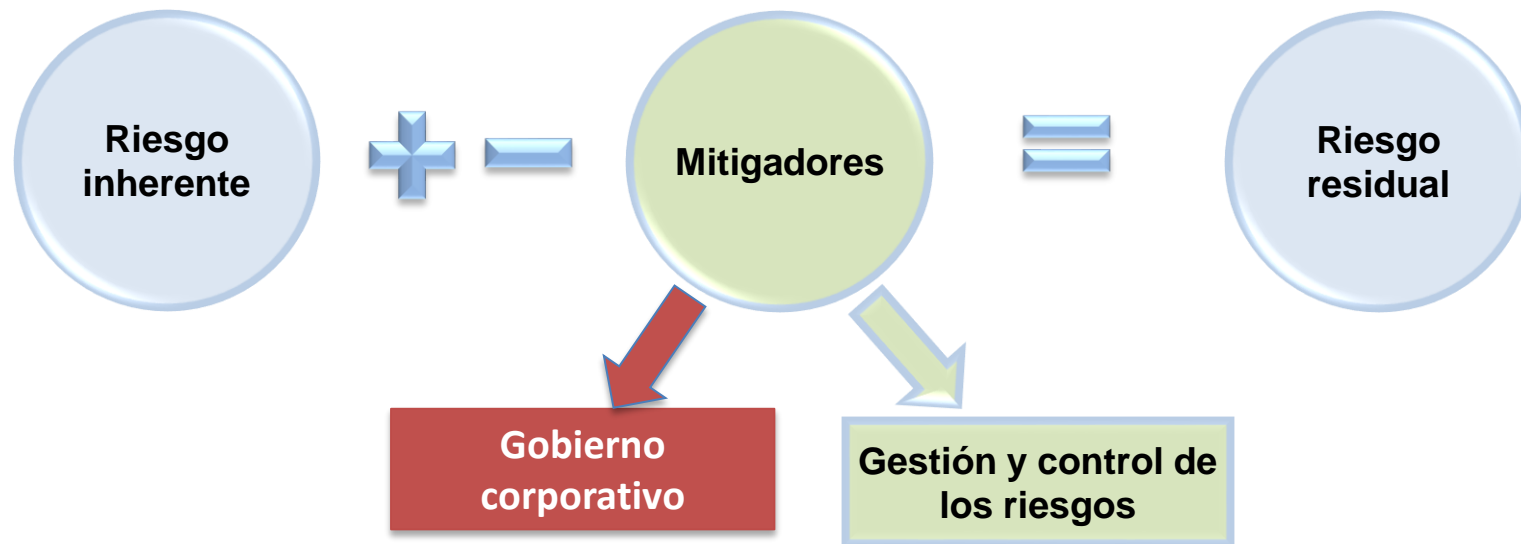 Riesgo
inherente
Mitigadores
Riesgo
residual
Gobierno
corporativo
Gestión y control de
los riesgos